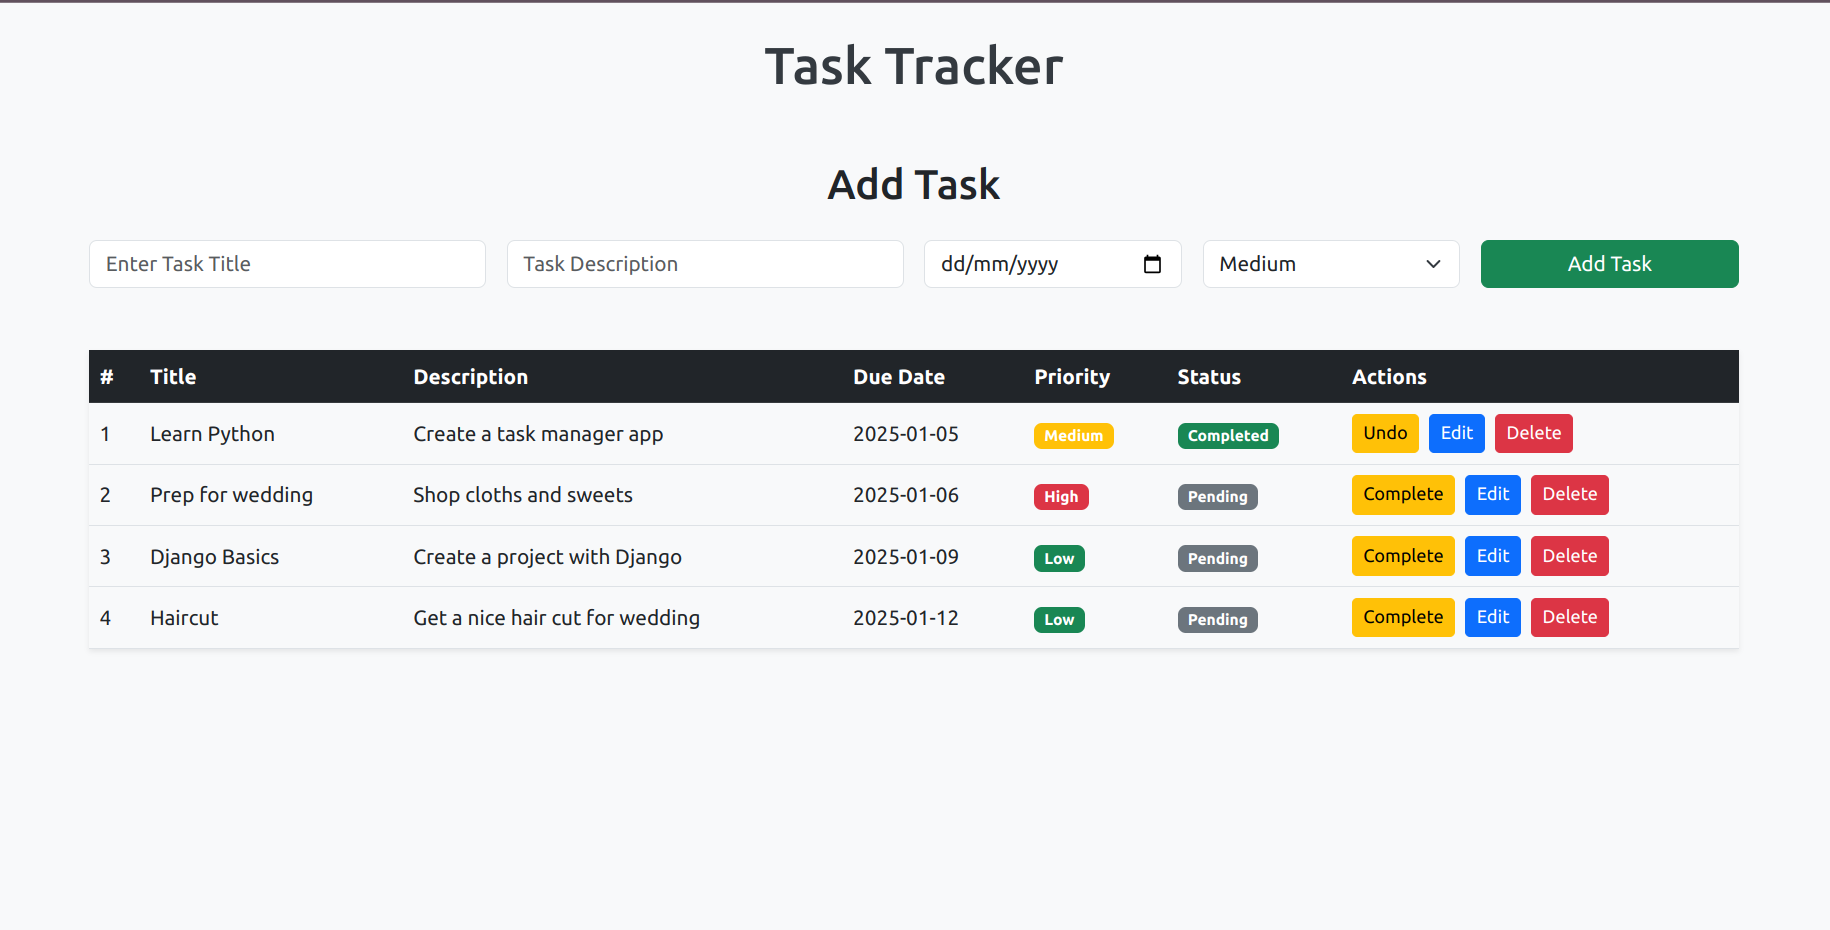 Task Tracker
Add Task
Enter Task Title Task Description dd/mm/yyyy Medium Add Task
# Title Description Due Date Priority Status Actions
1 Learn Python Create a task manager app 2025-01-05 Medium Completed Undo Edit Delete
2 Prep for wedding Shop cloths and sweets 2025-01-06 High Pending Complete Edit Delete
3 Django Basics Create a project with Django 2025-01-09 Low Pending Complete Edit Delete
4 Haircut Get a nice hair cut for wedding 2025-01-12 Low Pending Complete Edit Delete